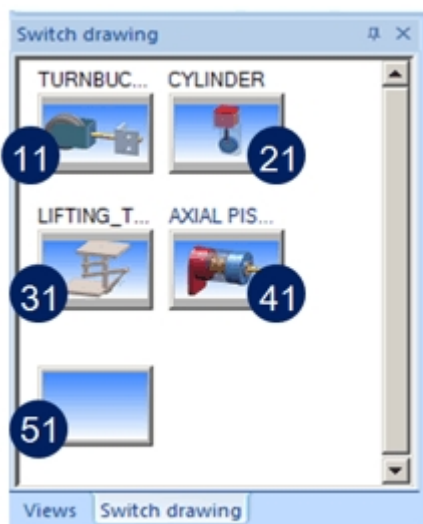 Switch drawing
TURNBUC... CYLINDER
11 21
LIFTING_T... AXIAL PIS...
31 41
51
Views Switch drawing